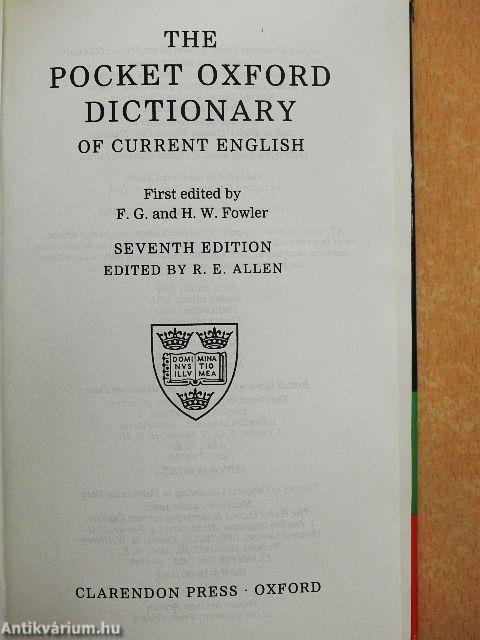 THE
POCKET OXFORD
DICTIONARY
OF CURRENT ENGLISH
First edited by
F. G. and H. W. Fowler
SEVENTH EDITION
EDITED BY R. E. ALLEN
DOMI MINA
NVS TIO
ILLV MEA
CLARENDON PRESS · OXFORD
Antikvárium.hu